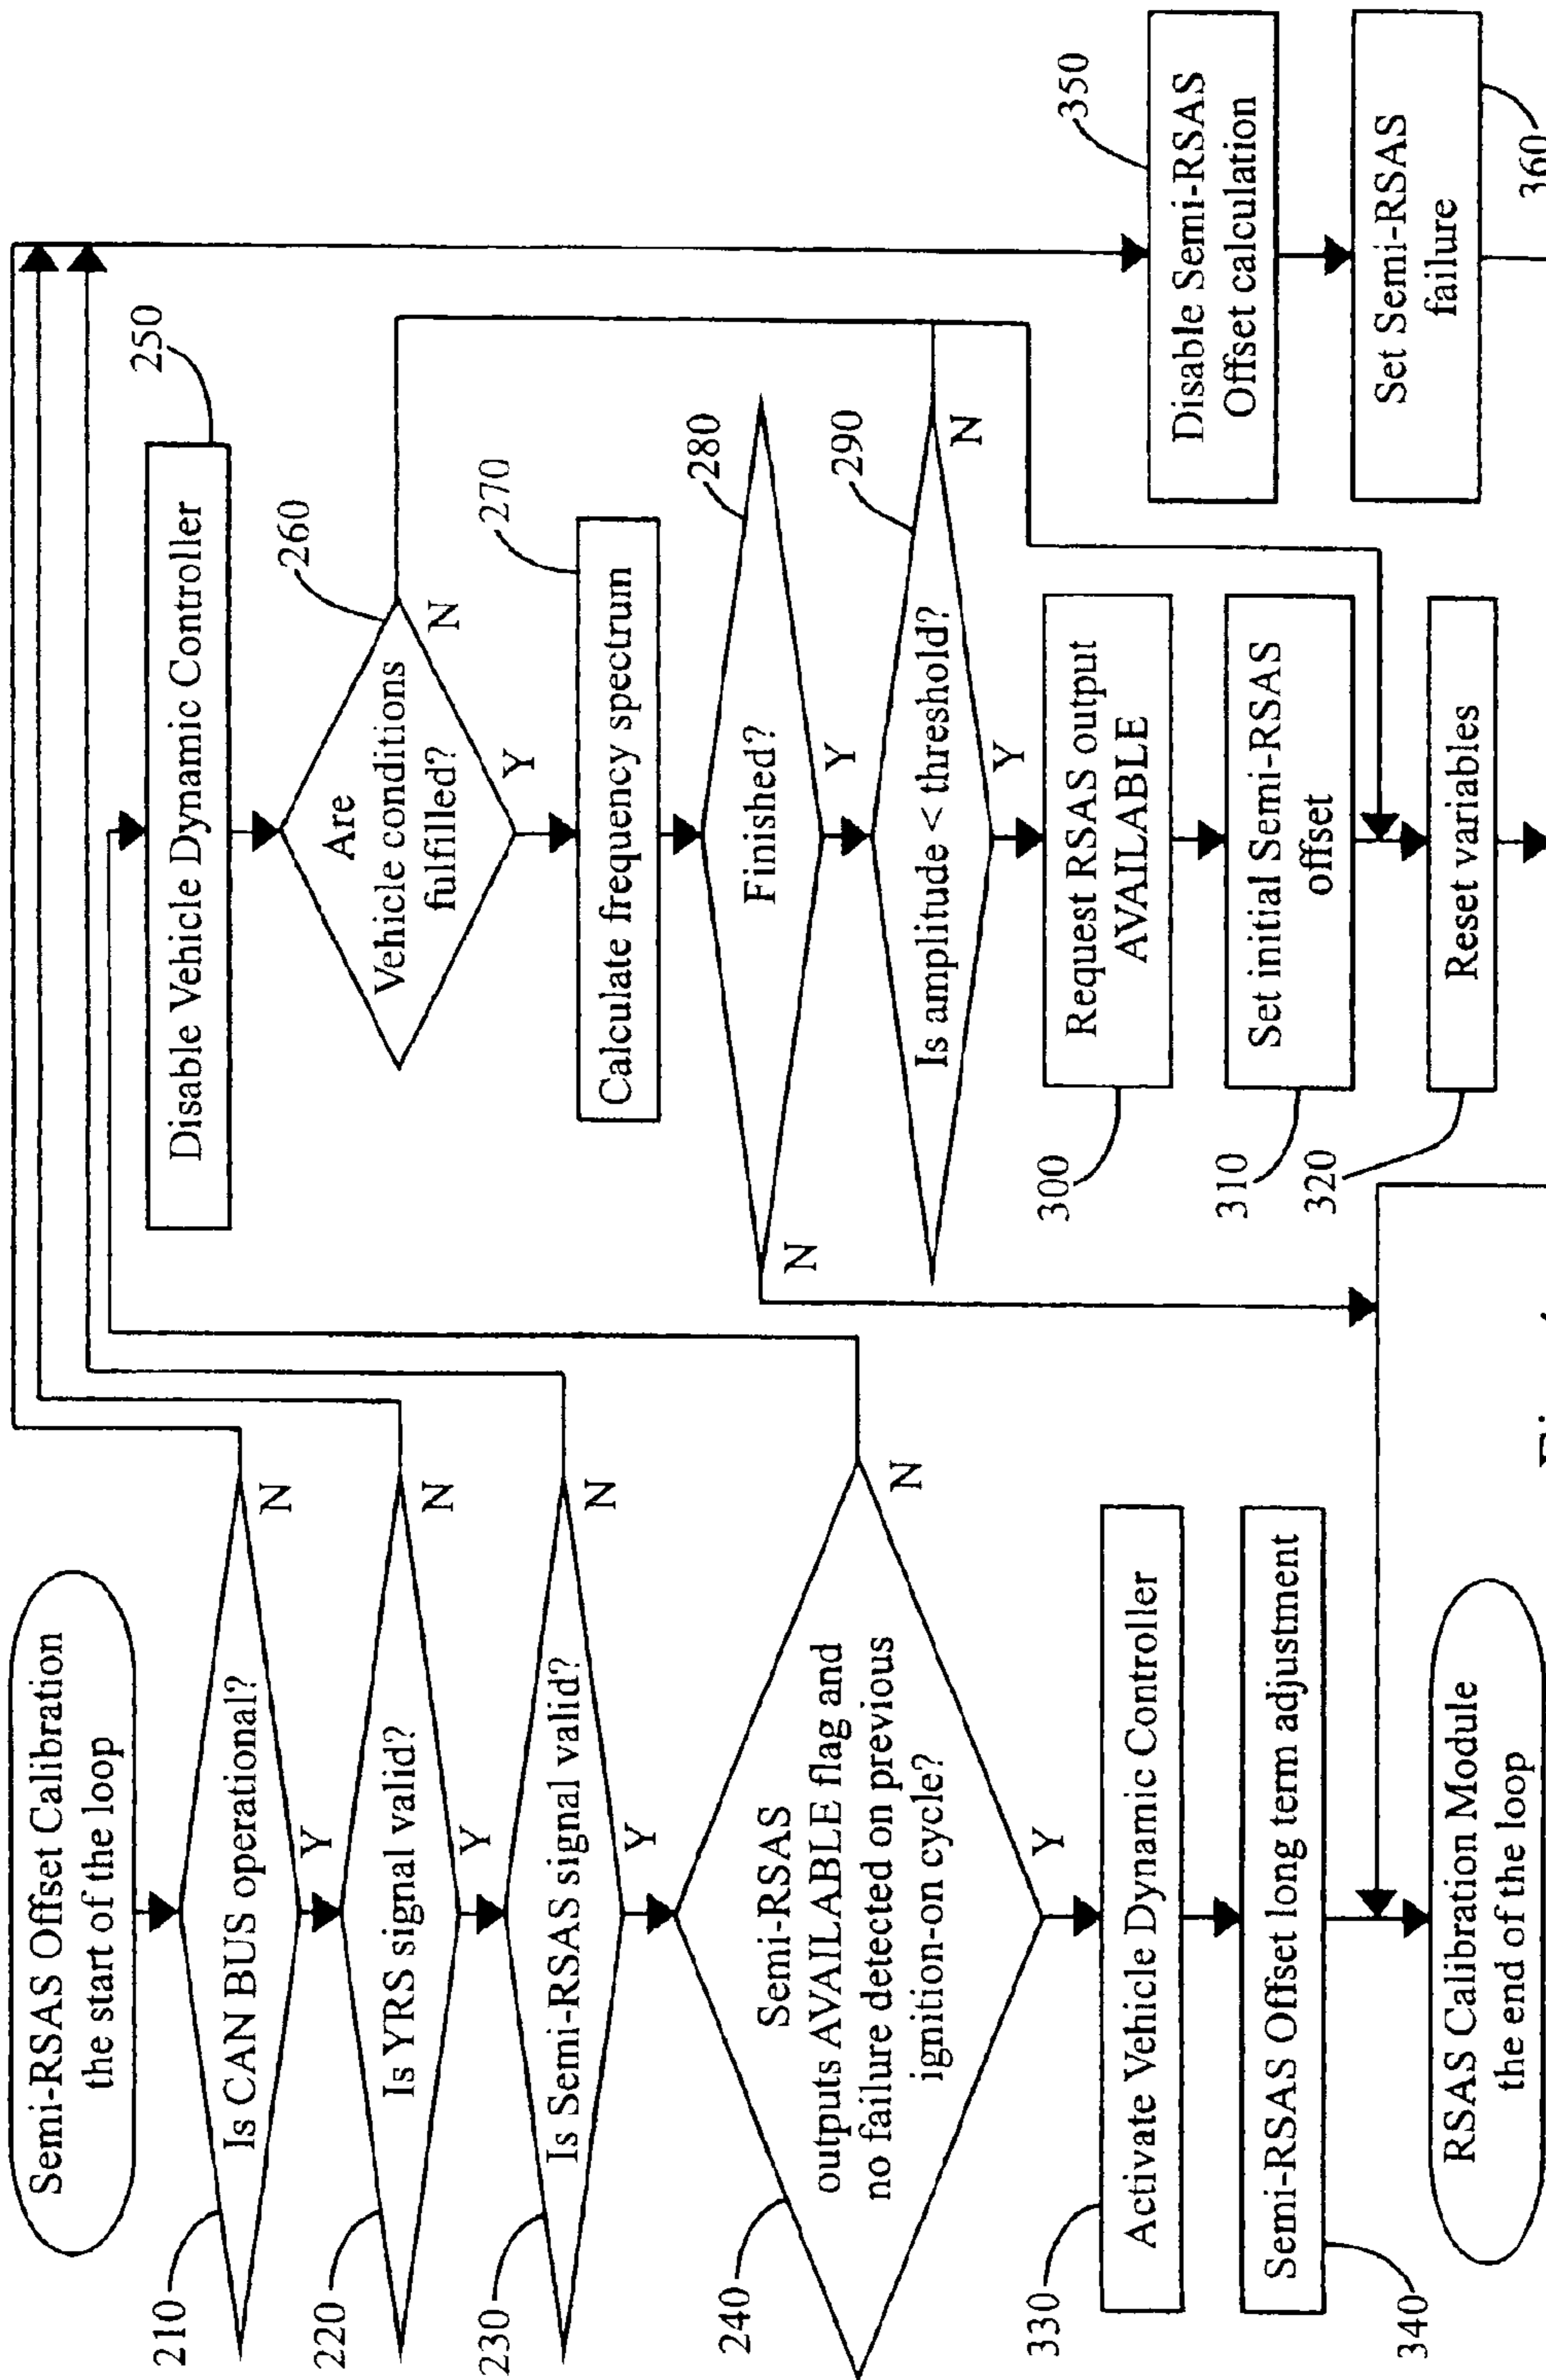 Semi-RSAS Offset Calibration
the start of the loop
210
Is CAN BUS operational?
N
Y
220
Is YRS signal valid?
N
Y
230
Is Semi-RSAS signal valid?
N
Y
240
Semi-RSAS
outputs AVAILABLE flag and
no failure detected on previous
ignition-on cycle?
N
Y
330
Activate Vehicle Dynamic Controller
Semi-RSAS Offset long term adjustment
340
RSAS Calibration Module
the end of the loop
250
Disable Vehicle Dynamic Controller
260
Are
Vehicle conditions
fulfilled?
N
Y
270
Calculate frequency spectrum
280
Finished?
N
Y
290
Is amplitude < threshold?
N
Y
300
Request RSAS output
AVAILABLE
310
Set initial Semi-RSAS
offset
320
Reset variables
350
Disable Semi-RSAS
Offset calculation
Set Semi-RSAS
failure
360